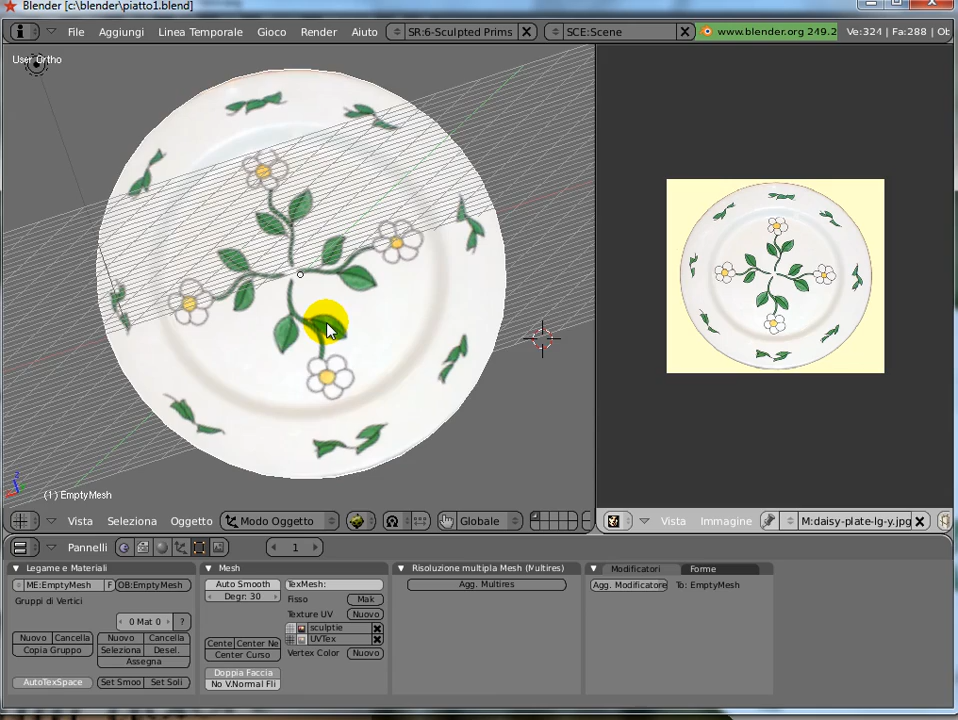 Blender [c:\blender\piatto1.blend]
File Aggiungi Linea Temporale Gioco Render Aiuto SR:6-Sculpted Prims SCE:Scene www.blender.org 249.2 Ve:324 | Fa:288 | Ob
User Ortho
(1) EmptyMesh
Vista Seleziona Oggetto Modo Oggetto Globale Vista Immagine M:daisy-plate-lg-y.jpg
Pannelli 1
Legame e Materiali Mesh Risoluzione multipla Mesh (Multires) Modificatori Forme
ME:EmptyMesh F OB:EmptyMesh Auto Smooth TexMesh: Agg. Multires Agg. Modificatore To: EmptyMesh
Gruppi di Vertici Degr: 30 Fisso Mak
0 Mat 0 ? Texture UV Nuovo
Nuovo Cancella Nuovo Cancella sculptie
Copia Gruppo Seleziona Desel. Cente Center Ne UVTex
Assegna Center Curso Vertex Color Nuovo
Doppia Faccia
AutoTexSpace Set Smoo Set Soli No V.Normal Fli